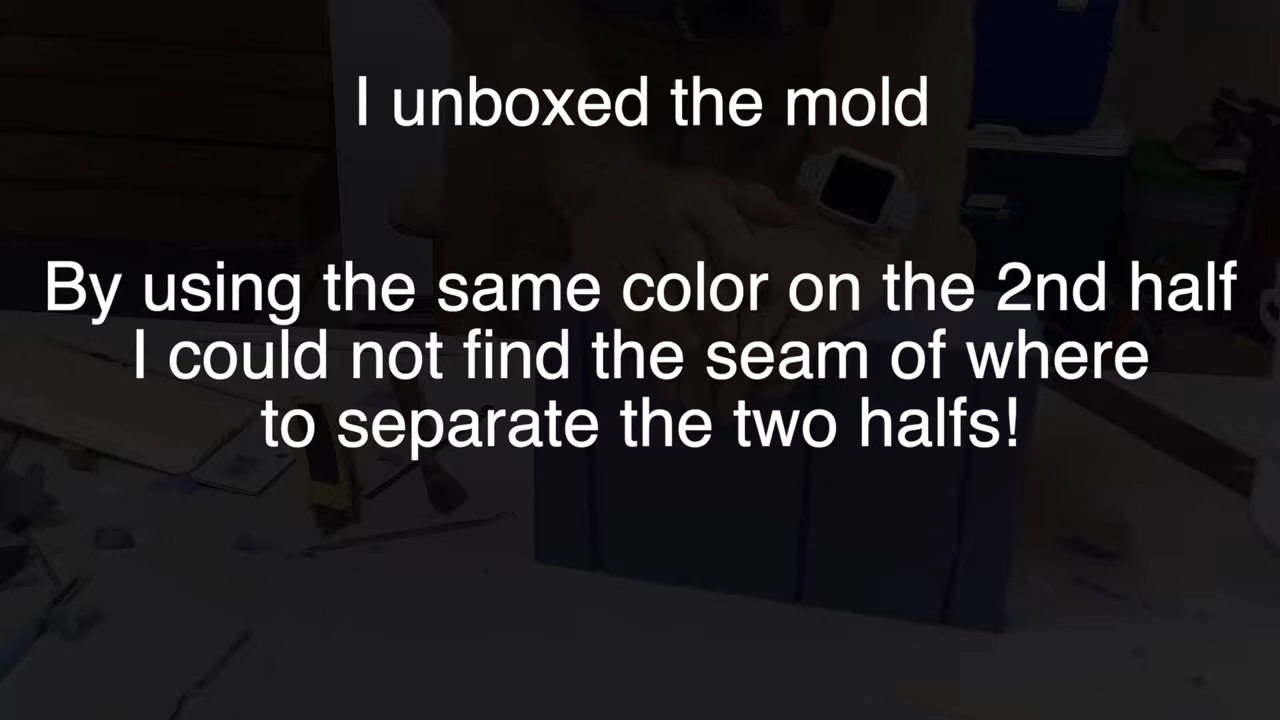 I unboxed the mold
By using the same color on the 2nd half
I could not find the seam of where
to separate the two halfs!